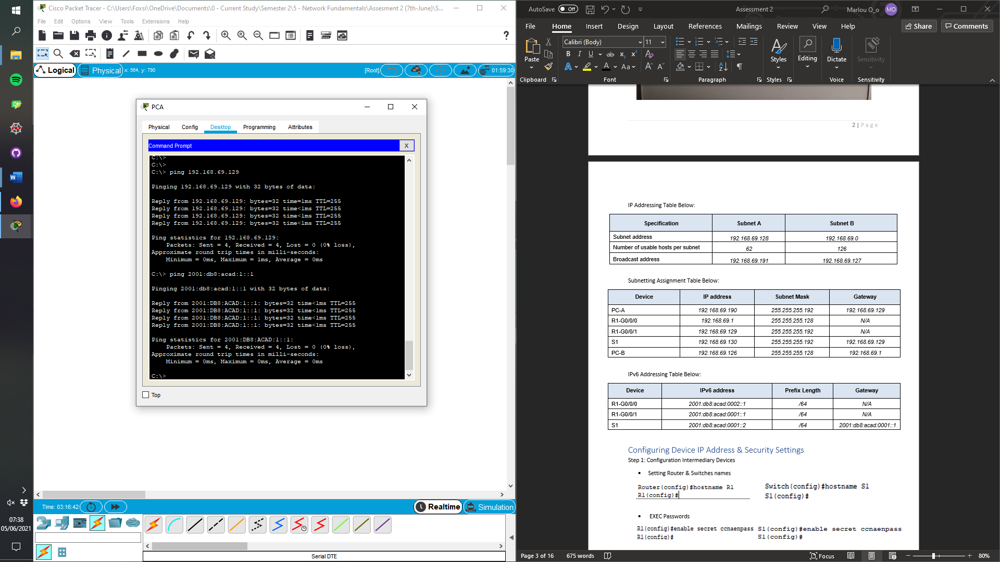 Cisco Packet Tracer - C:\Users\Foxsi\OneDrive\Documents\0 - Current Study\Semester 2\5 - Network Fundamentals\Assesment 2 (7th-June)\S...
File Edit Options View Tools Extensions Help
?
Logical Physical x: 564, y: 790
[Root] 01:59:30
PCA
Physical Config Desktop Programming Attributes
Command Prompt X
C:\>
C:\>
C:\> ping 192.168.69.129
Pinging 192.168.69.129 with 32 bytes of data:
Reply from 192.168.69.129: bytes=32 time=1ms TTL=255
Reply from 192.168.69.129: bytes=32 time<1ms TTL=255
Reply from 192.168.69.129: bytes=32 time<1ms TTL=255
Reply from 192.168.69.129: bytes=32 time<1ms TTL=255
Ping statistics for 192.168.69.129:
Packets: Sent = 4, Received = 4, Lost = 0 (0% loss),
Approximate round trip times in milli-seconds:
Minimum = 0ms, Maximum = 1ms, Average = 0ms
C:\> ping 2001:db8:acad:1::1
Pinging 2001:db8:acad:1::1 with 32 bytes of data:
Reply from 2001:DB8:ACAD:1::1: bytes=32 time<1ms TTL=255
Reply from 2001:DB8:ACAD:1::1: bytes=32 time<1ms TTL=255
Reply from 2001:DB8:ACAD:1::1: bytes=32 time<1ms TTL=255
Reply from 2001:DB8:ACAD:1::1: bytes=32 time<1ms TTL=255
Ping statistics for 2001:DB8:ACAD:1::1:
Packets: Sent = 4, Received = 4, Lost = 0 (0% loss),
Approximate round trip times in milli-seconds:
Minimum = 0ms, Maximum = 0ms, Average = 0ms
C:\>
Top
Time: 03:16:42
Realtime Simulation
Serial DTE
07:38
05/06/2021
AutoSave Off Assessment 2 Marlou O_o MO
File Home Insert Design Layout References Mailings Review View Help Share Comments
Calibri (Body) 11
Paste B I U ab x2 x2 Styles Editing Dictate Sensitivity
A A Aa A A
Clipboard Font Paragraph Styles Voice Sensitivity
2 | Page
IP Addressing Table Below:
Specification Subnet A Subnet B
Subnet address 192.168.69.128 192.168.69.0
Number of usable hosts per subnet 62 126
Broadcast address 192.168.69.191 192.168.69.127
Subnetting Assignment Table Below:
Device IP address Subnet Mask Gateway
PC-A 192.168.69.190 255.255.255.192 192.168.69.129
R1-G0/0/0 192.168.69.1 255.255.255.128 N/A
R1-G0/0/1 192.168.69.129 255.255.255.192 N/A
S1 192.168.69.130 255.255.255.192 192.168.69.129
PC-B 192.168.69.126 255.255.255.128 192.168.69.1
IPv6 Addressing Table Below:
Device IPv6 address Prefix Length Gateway
R1-G0/0/0 2001:db8:acad:0002::1 /64 N/A
R1-G0/0/1 2001:db8:acad:0001::1 /64 N/A
S1 2001:db8:acad:0001::2 /64 2001:db8:acad:0001::1
Configuring Device IP Address & Security Settings
Step 1: Configuration Intermediary Devices
• Setting Router & Switches names
Router(config)#hostname R1
R1(config)#
Switch(config)#hostname S1
S1(config)#
• EXEC Passwords
R1(config)#enable secret ccnaenpass
R1(config)#
S1(config)#enable secret ccnaenpass
S1(config)#
Page 3 of 16 675 words Focus 80%